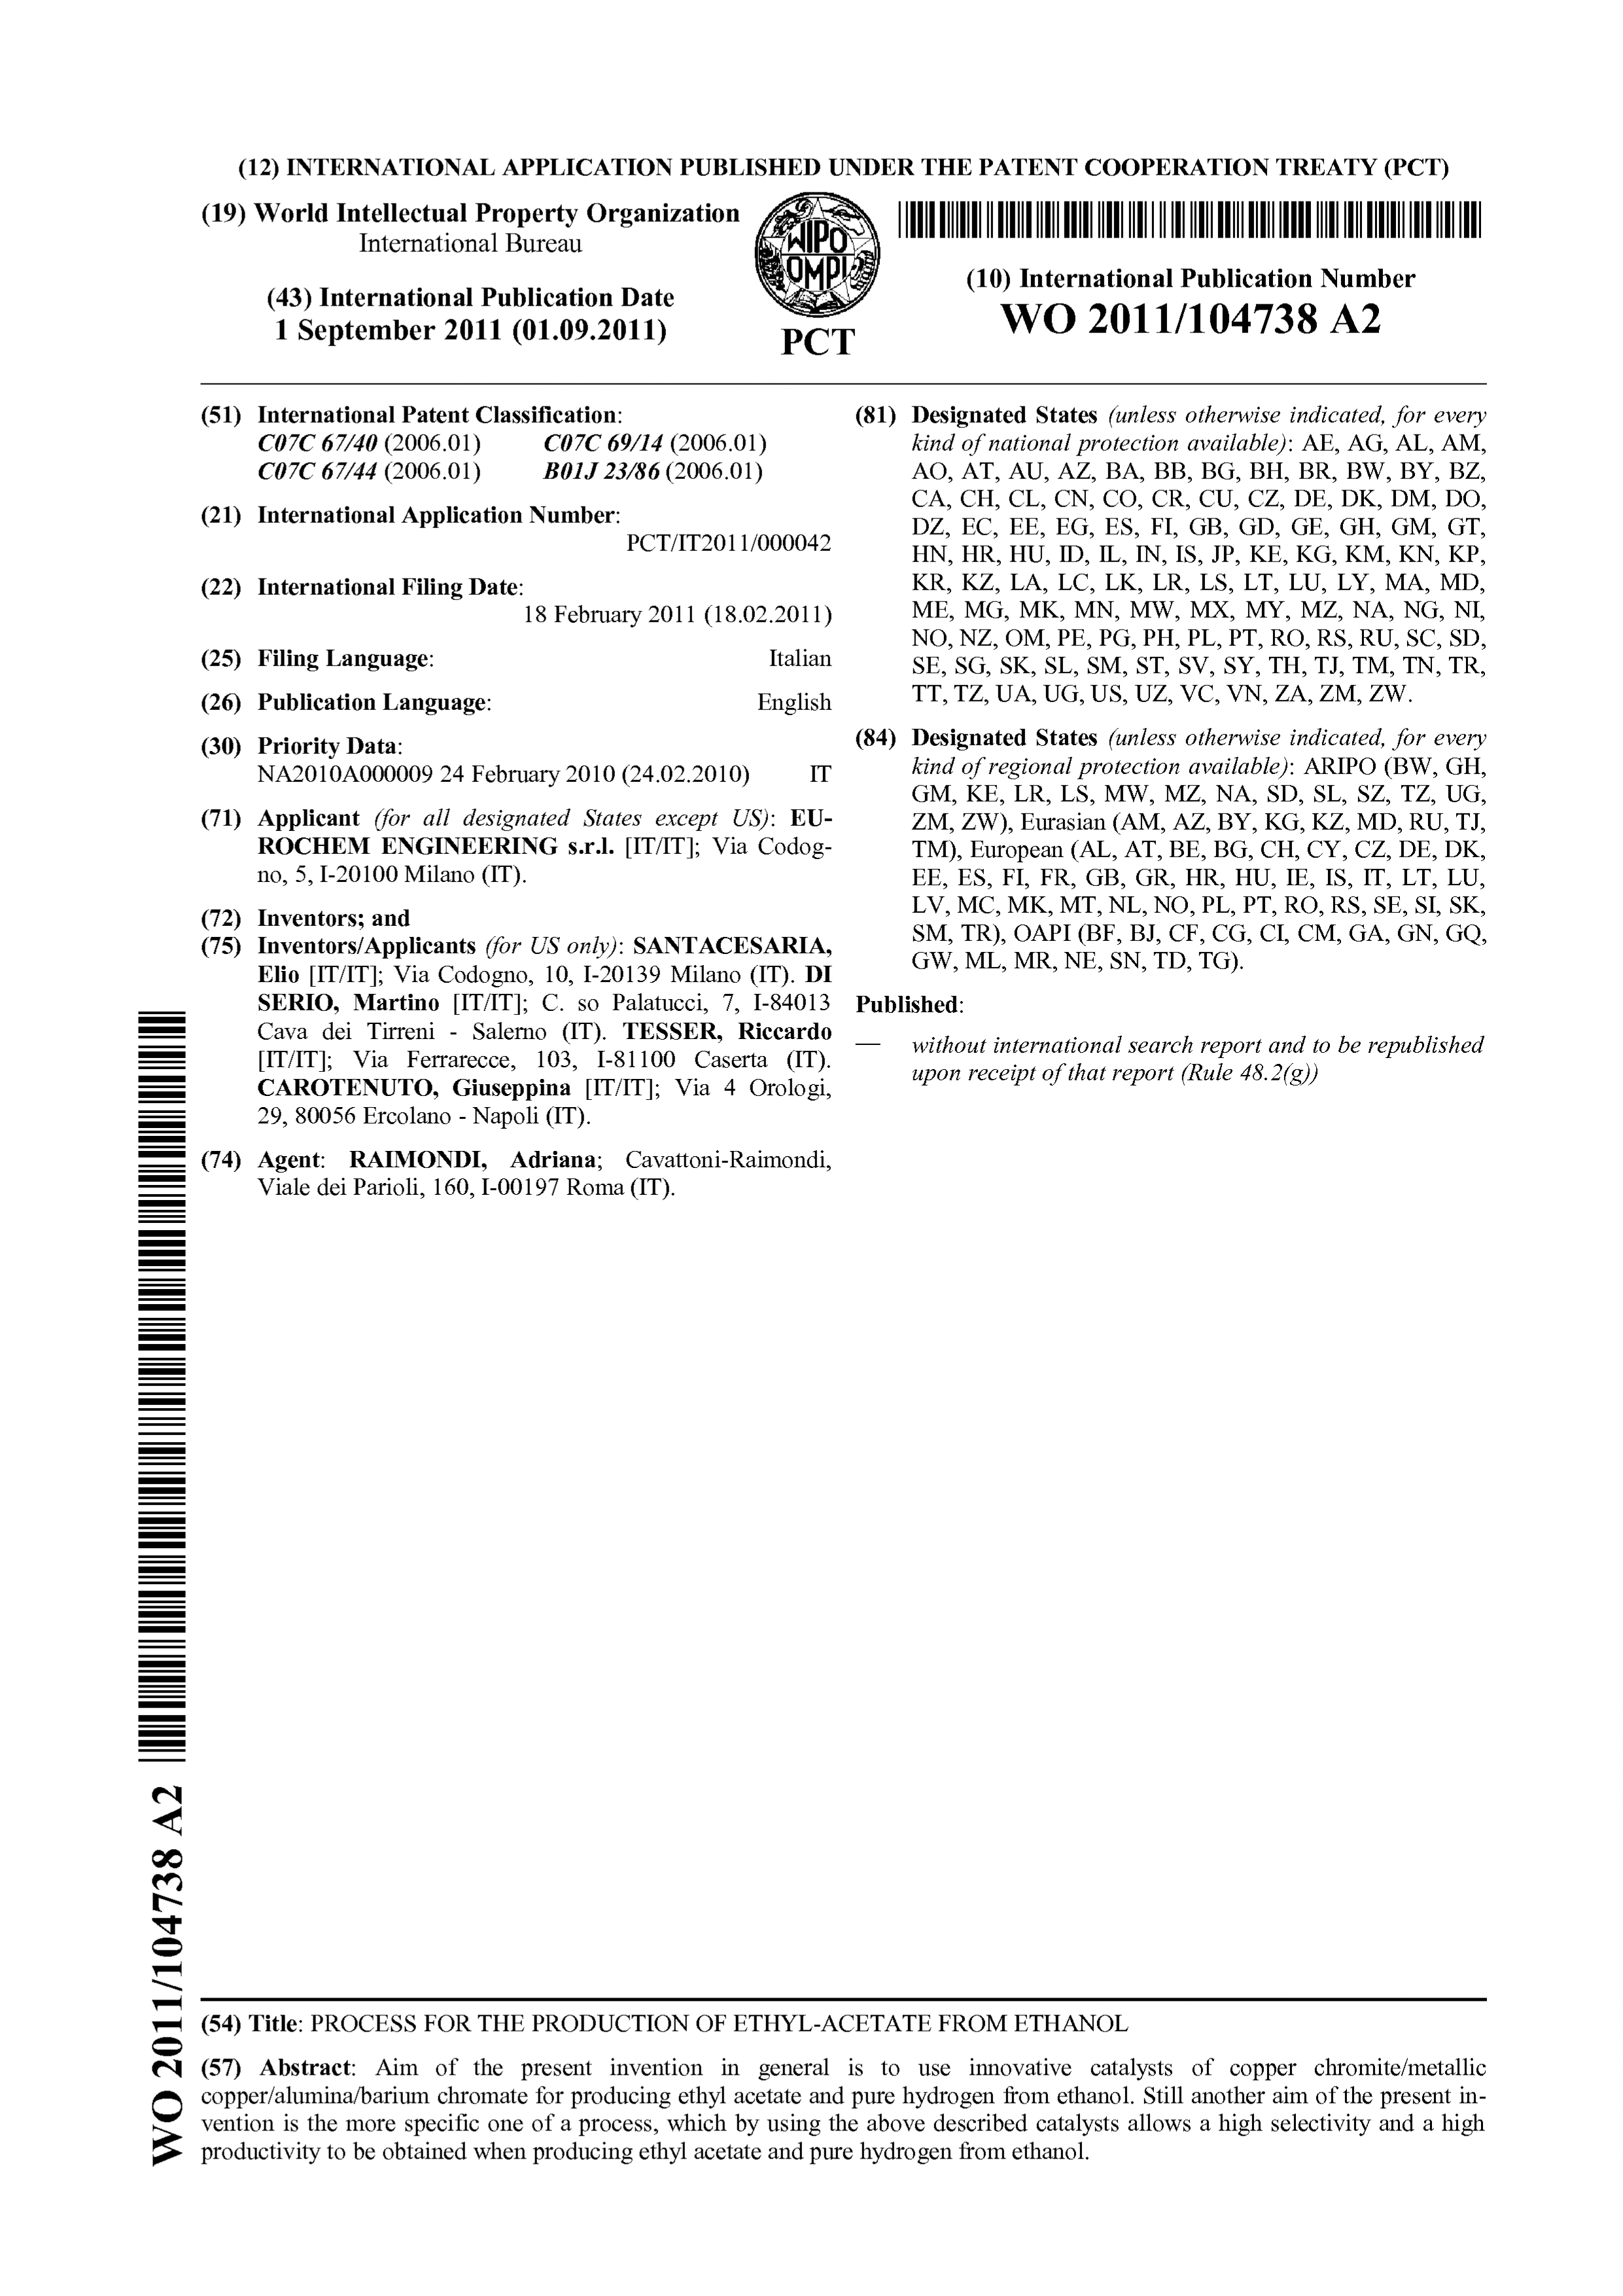 (12) INTERNATIONAL APPLICATION PUBLISHED UNDER THE PATENT COOPERATION TREATY (PCT)
(19) World Intellectual Property Organization
International Bureau
(43) International Publication Date
1 September 2011 (01.09.2011)
WIPO
OMPI
PCT
(10) International Publication Number
WO 2011/104738 A2
(51) International Patent Classification:
C07C 67/40 (2006.01) C07C 69/14 (2006.01)
C07C 67/44 (2006.01) B01J 23/86 (2006.01)
(21) International Application Number:
PCT/IT2011/000042
(22) International Filing Date:
18 February 2011 (18.02.2011)
(25) Filing Language: Italian
(26) Publication Language: English
(30) Priority Data:
NA2010A000009 24 February 2010 (24.02.2010) IT
(71) Applicant (for all designated States except US): EU-
ROCHEM ENGINEERING s.r.l. [IT/IT]; Via Codog-
no, 5, I-20100 Milano (IT).
(72) Inventors; and
(75) Inventors/Applicants (for US only): SANTACESARIA,
Elio [IT/IT]; Via Codogno, 10, I-20139 Milano (IT). DI
SERIO, Martino [IT/IT]; C. so Palatucci, 7, I-84013
Cava dei Tirreni - Salerno (IT). TESSER, Riccardo
[IT/IT]; Via Ferrarecce, 103, I-81100 Caserta (IT).
CAROTENUTO, Giuseppina [IT/IT]; Via 4 Orologi,
29, 80056 Ercolano - Napoli (IT).
(74) Agent: RAIMONDI, Adriana; Cavattoni-Raimondi,
Viale dei Parioli, 160, I-00197 Roma (IT).
(81) Designated States (unless otherwise indicated, for every
kind of national protection available): AE, AG, AL, AM,
AO, AT, AU, AZ, BA, BB, BG, BH, BR, BW, BY, BZ,
CA, CH, CL, CN, CO, CR, CU, CZ, DE, DK, DM, DO,
DZ, EC, EE, EG, ES, FI, GB, GD, GE, GH, GM, GT,
HN, HR, HU, ID, IL, IN, IS, JP, KE, KG, KM, KN, KP,
KR, KZ, LA, LC, LK, LR, LS, LT, LU, LY, MA, MD,
ME, MG, MK, MN, MW, MX, MY, MZ, NA, NG, NI,
NO, NZ, OM, PE, PG, PH, PL, PT, RO, RS, RU, SC, SD,
SE, SG, SK, SL, SM, ST, SV, SY, TH, TJ, TM, TN, TR,
TT, TZ, UA, UG, US, UZ, VC, VN, ZA, ZM, ZW.
(84) Designated States (unless otherwise indicated, for every
kind of regional protection available): ARIPO (BW, GH,
GM, KE, LR, LS, MW, MZ, NA, SD, SL, SZ, TZ, UG,
ZM, ZW), Eurasian (AM, AZ, BY, KG, KZ, MD, RU, TJ,
TM), European (AL, AT, BE, BG, CH, CY, CZ, DE, DK,
EE, ES, FI, FR, GB, GR, HR, HU, IE, IS, IT, LT, LU,
LV, MC, MK, MT, NL, NO, PL, PT, RO, RS, SE, SI, SK,
SM, TR), OAPI (BF, BJ, CF, CG, CI, CM, GA, GN, GQ,
GW, ML, MR, NE, SN, TD, TG).
Published:
— without international search report and to be republished
upon receipt of that report (Rule 48.2(g))
WO 2011/104738 A2
(54) Title: PROCESS FOR THE PRODUCTION OF ETHYL-ACETATE FROM ETHANOL
(57) Abstract: Aim of the present invention in general is to use innovative catalysts of copper chromite/metallic
copper/alumina/barium chromate for producing ethyl acetate and pure hydrogen from ethanol. Still another aim of the present in-
vention is the more specific one of a process, which by using the above described catalysts allows a high selectivity and a high
productivity to be obtained when producing ethyl acetate and pure hydrogen from ethanol.